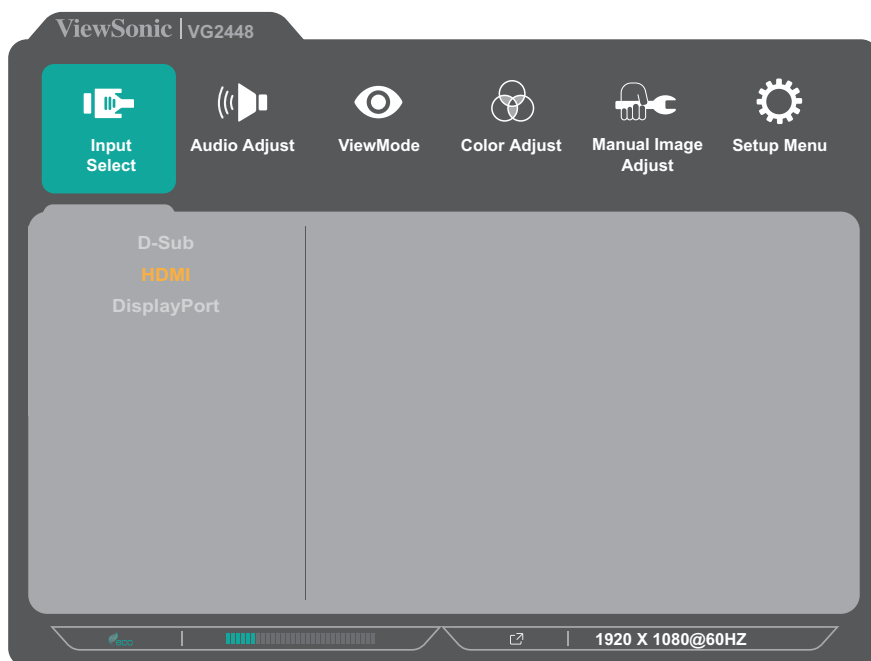 ViewSonic | VG2448
Input
Select
Audio Adjust
ViewMode
Color Adjust
Manual Image
Adjust
Setup Menu
D-Sub
HDMI
DisplayPort
eco
1920 X 1080@60HZ